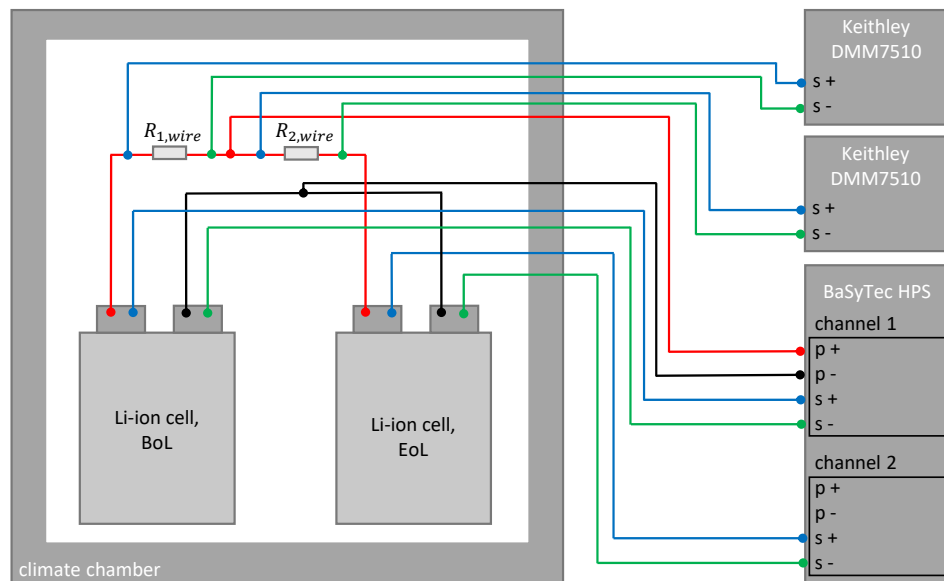 Keithley
DMM7510
s +
s -
R1,wire
R2,wire
Keithley
DMM7510
s +
s -
BaSyTec HPS
channel 1
p +
p -
s +
s -
Li-ion cell,
BoL
Li-ion cell,
EoL
channel 2
p +
p -
s +
s -
climate chamber